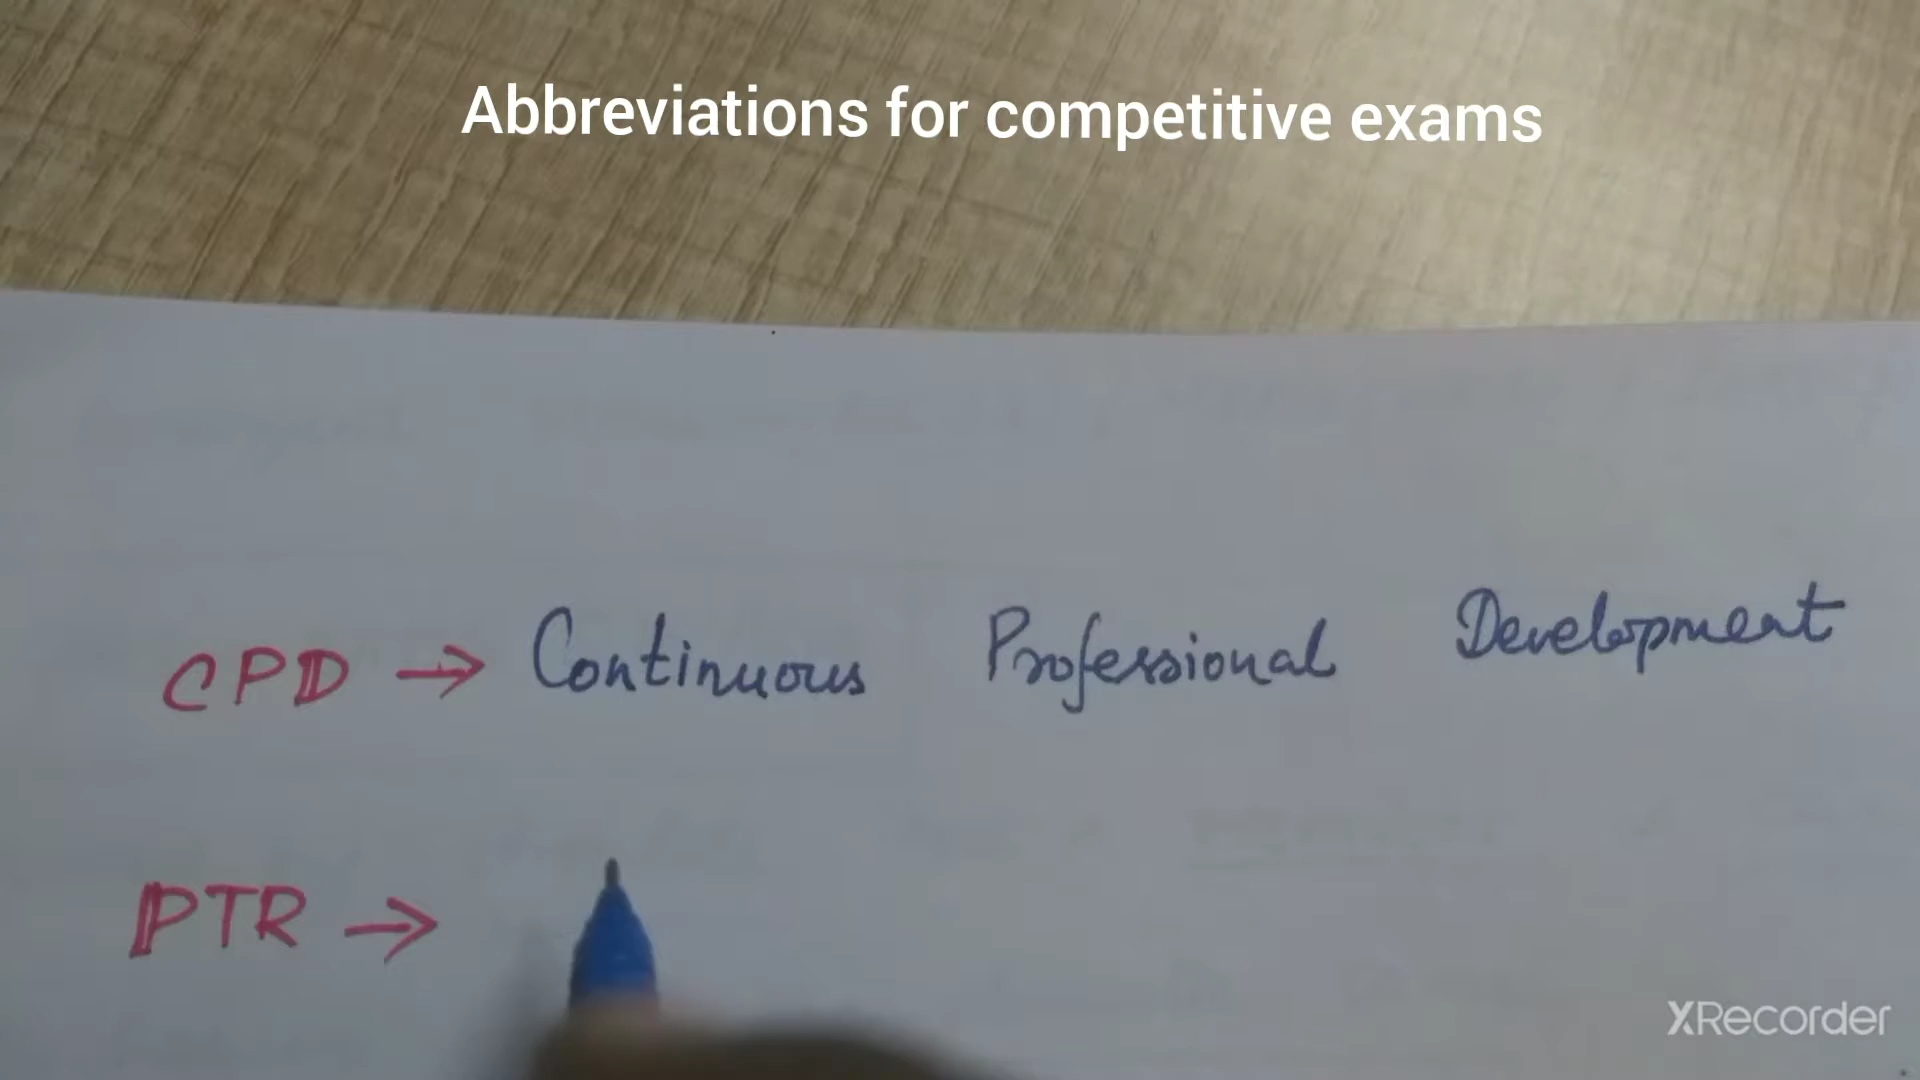 Abbreviations for competitive exams
CPD → Continuous Professional Development
PTR →
XRecorder